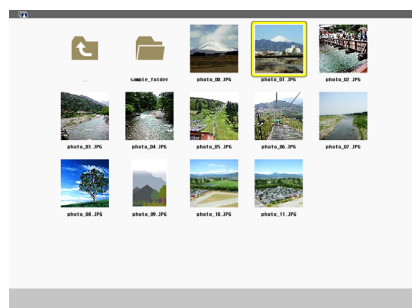 ..
sample_folder
photo_00.JPG
photo_01.JPG
photo_02.JPG
photo_03.JPG
photo_04.JPG
photo_05.JPG
photo_06.JPG
photo_07.JPG
photo_08.JPG
photo_09.JPG
photo_10.JPG
photo_11.JPG